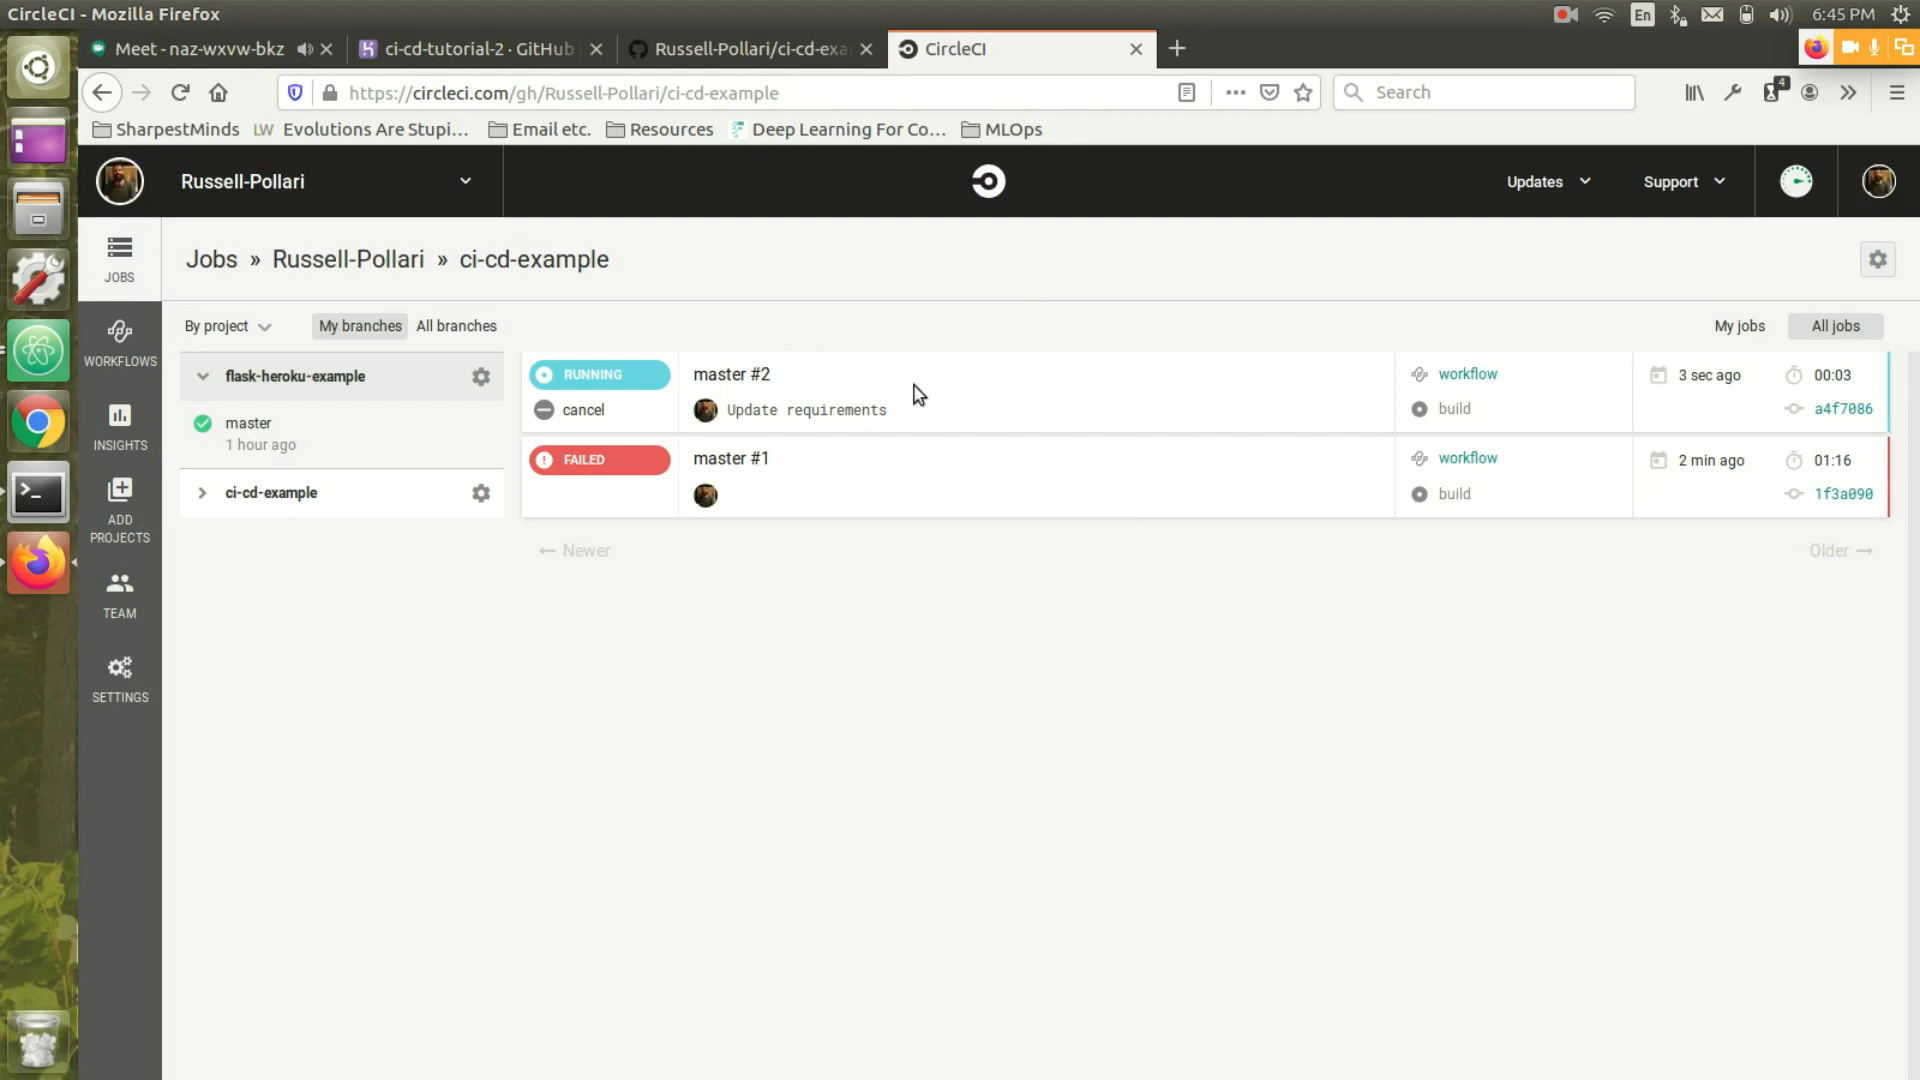 CircleCI - Mozilla Firefox
En
6:45 PM
Meet - naz-wxvw-bkz
ci-cd-tutorial-2 · GitHub
Russell-Pollari/ci-cd-exa
CircleCI
https://circleci.com/gh/Russell-Pollari/ci-cd-example
Search
4
SharpestMinds
LW Evolutions Are Stupi...
Email etc.
Resources
Deep Learning For Co...
MLOps
Russell-Pollari
Updates
Support
JOBS
Jobs » Russell-Pollari » ci-cd-example
By project
My branches
All branches
My jobs
All jobs
WORKFLOWS
INSIGHTS
ADD
PROJECTS
TEAM
SETTINGS
flask-heroku-example
master
1 hour ago
ci-cd-example
RUNNING
cancel
master #2
Update requirements
workflow
build
3 sec ago
00:03
a4f7086
FAILED
master #1
workflow
build
2 min ago
01:16
1f3a090
← Newer
Older →